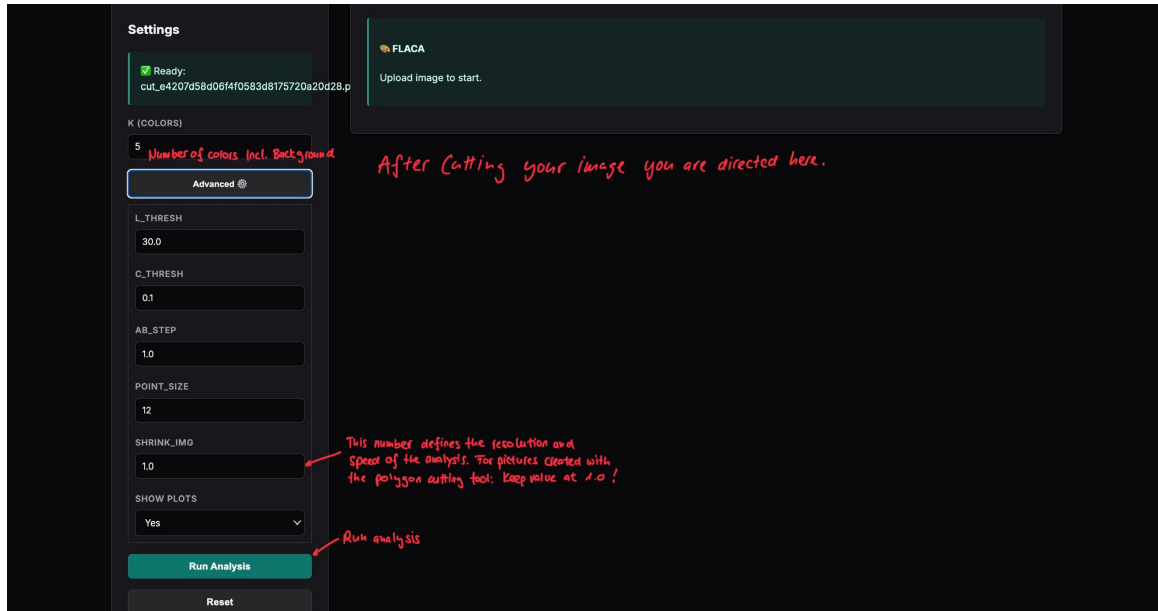 Settings
✅ Ready:
cut_e4207d58d06f4f0583d8175720a20d28.p
K (COLORS)
5
Number of colors Incl. Background
Advanced ⚙
L_THRESH
30.0
C_THRESH
0.1
AB_STEP
1.0
POINT_SIZE
12
SHRINK_IMG
1.0
SHOW PLOTS
Yes
Run Analysis
Reset
FLACA
Upload image to start.
After Cutting your image you are directed here.
This number defines the resolution and
speed of the analysis. For pictures created with
the polygon cutting tool: Keep value at 1.0 !
Run analysis